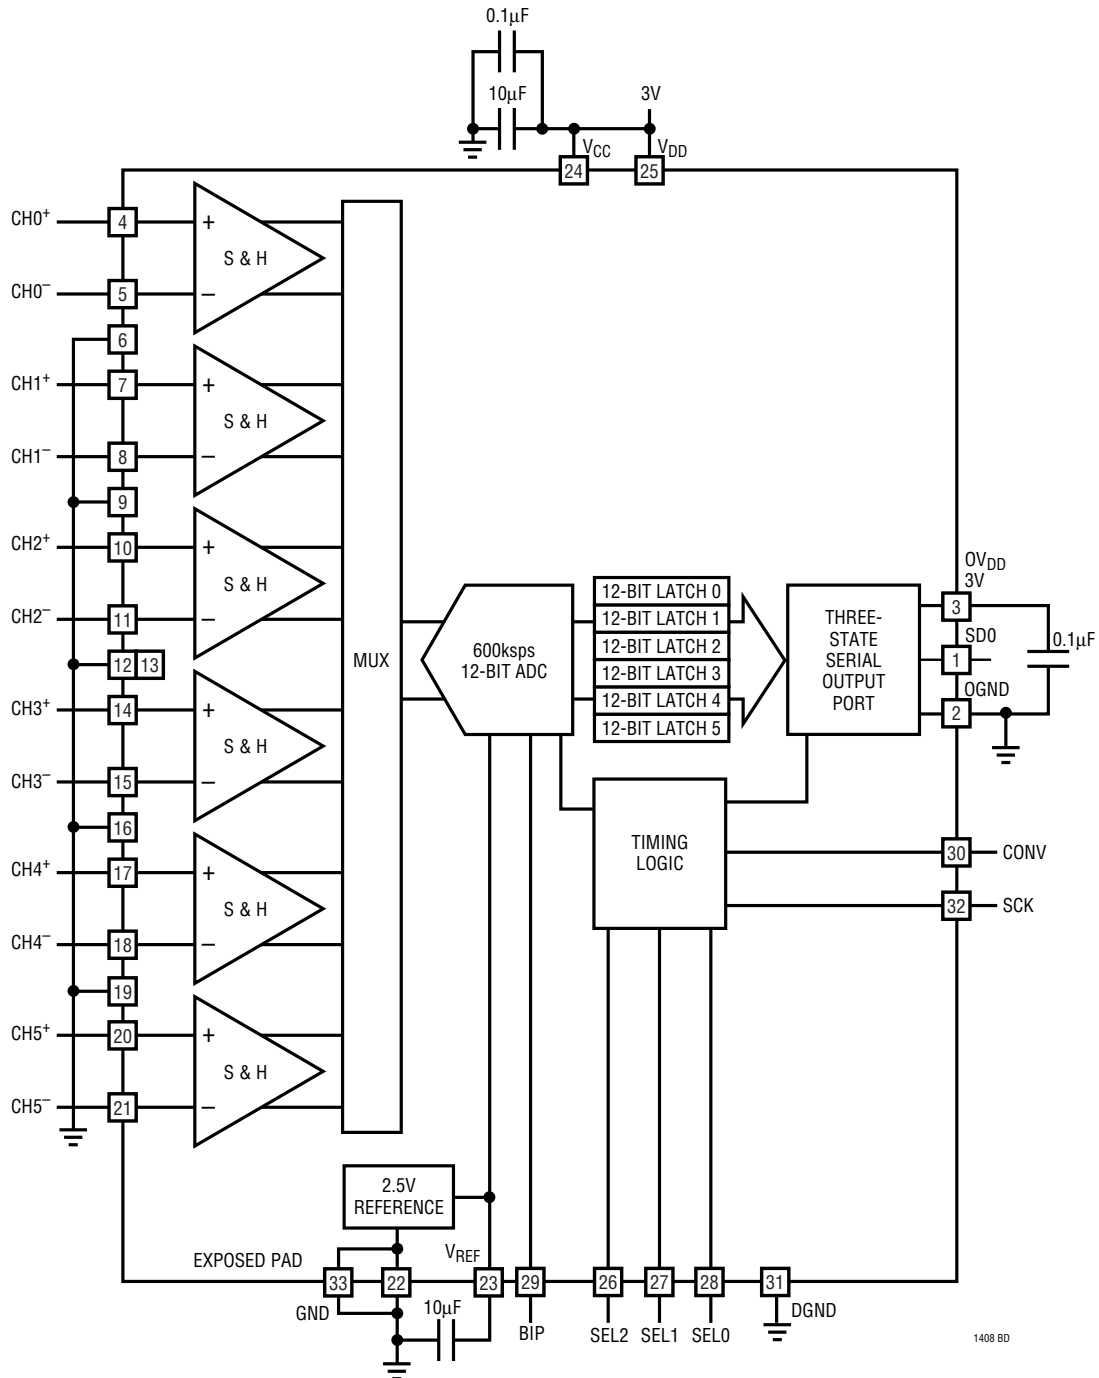 0.1µF
10µF
3V
VCC
VDD
24
25
CH0+
4
+
S & H
CH0−
5
−
6
CH1+
7
+
S & H
CH1−
8
−
9
CH2+
10
+
S & H
CH2−
11
−
12
13
CH3+
14
+
S & H
CH3−
15
−
16
CH4+
17
+
S & H
CH4−
18
−
19
CH5+
20
+
S & H
CH5−
21
−
MUX
600ksps
12-BIT ADC
12-BIT LATCH 0
12-BIT LATCH 1
12-BIT LATCH 2
12-BIT LATCH 3
12-BIT LATCH 4
12-BIT LATCH 5
THREE-
STATE
SERIAL
OUTPUT
PORT
OVDD
3V
3
SD0
1
0.1µF
OGND
2
TIMING
LOGIC
30
CONV
32
SCK
2.5V
REFERENCE
EXPOSED PAD
VREF
33
22
23
29
26
27
28
31
GND
10µF
BIP
SEL2
SEL1
SEL0
DGND
1408 BD